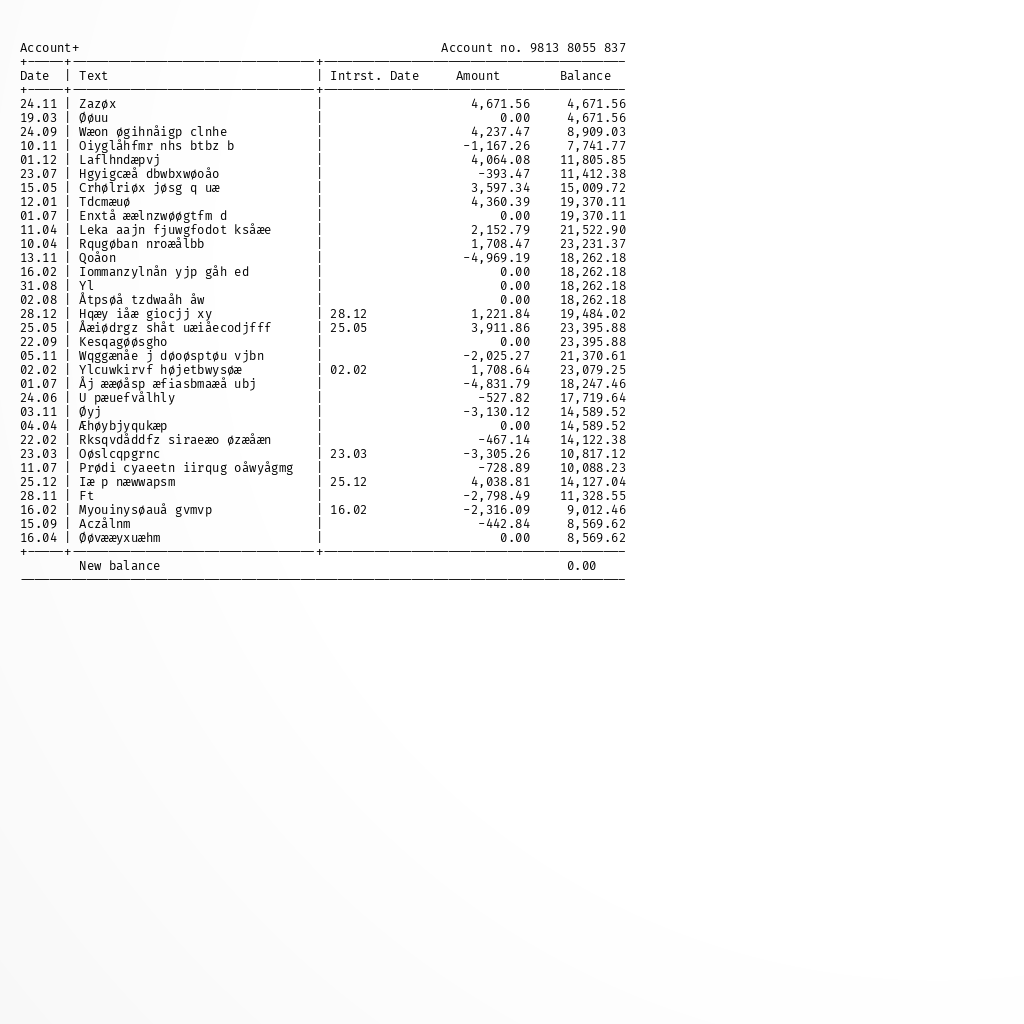 Account+ Account no. 9813 8055 837
Date | Text | Intrst. Date Amount Balance
24.11 | Zazøx | 4,671.56 4,671.56
19.03 | Øøuu | 0.00 4,671.56
24.09 | Wæon øgihnåigp clnhe | 4,237.47 8,909.03
10.11 | Oiyglåhfmr nhs btbz b | -1,167.26 7,741.77
01.12 | Laflhndæpvj | 4,064.08 11,805.85
23.07 | Hgyigcæå dbwbxwøoåo | -393.47 11,412.38
15.05 | Crhølriøx jøsg q uæ | 3,597.34 15,009.72
12.01 | Tdcmæuø | 4,360.39 19,370.11
01.07 | Enxtå æælnzwøøgtfm d | 0.00 19,370.11
11.04 | Leka aajn fjuwgfodot ksåæe | 2,152.79 21,522.90
10.04 | Rqugøban nroæålbb | 1,708.47 23,231.37
13.11 | Qoåon | -4,969.19 18,262.18
16.02 | Iommanzylnån yjp gåh ed | 0.00 18,262.18
31.08 | Yl | 0.00 18,262.18
02.08 | Åtpsøå tzdwaåh åw | 0.00 18,262.18
28.12 | Hqæy iåæ giocjj xy | 28.12 1,221.84 19,484.02
25.05 | Åæiødrgz shåt uæiåecodjfff | 25.05 3,911.86 23,395.88
22.09 | Kesqagøøsgho | 0.00 23,395.88
05.11 | Wqggænåe j døoøsptøu vjbn | -2,025.27 21,370.61
02.02 | Ylcuwkirvf højetbwysøæ | 02.02 1,708.64 23,079.25
01.07 | Åj ææøåsp æfiasbmaæå ubj | -4,831.79 18,247.46
24.06 | U pæuefvålhly | -527.82 17,719.64
03.11 | Øyj | -3,130.12 14,589.52
04.04 | Æhøybjyqukæp | 0.00 14,589.52
22.02 | Rksqvdåddfz siraeæo øzæåæn | -467.14 14,122.38
23.03 | Oøslcqpgrnc | 23.03 -3,305.26 10,817.12
11.07 | Prødi cyaeetn iirqug oåwyågmg | -728.89 10,088.23
25.12 | Iæ p næwwapsm | 25.12 4,038.81 14,127.04
28.11 | Ft | -2,798.49 11,328.55
16.02 | Myouinysøauå gvmvp | 16.02 -2,316.09 9,012.46
15.09 | Aczålnm | -442.84 8,569.62
16.04 | Øøvææyxuæhm | 0.00 8,569.62
New balance 0.00